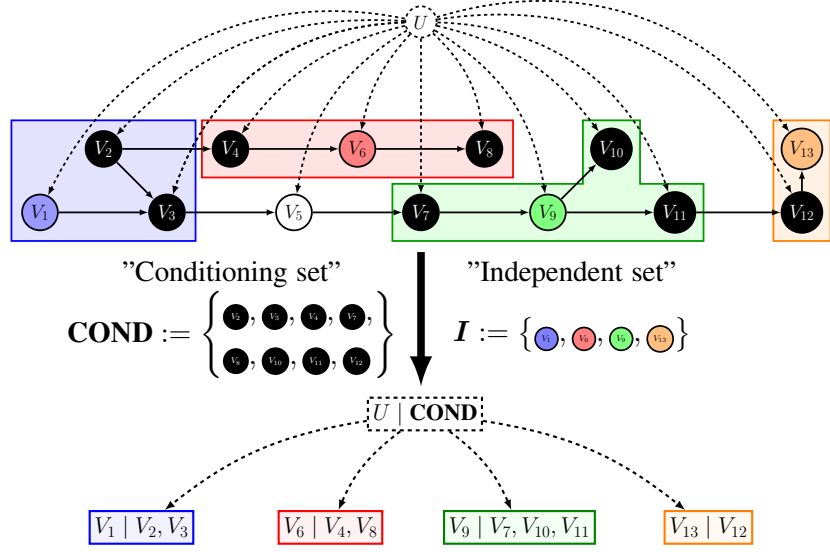 U
V₂ V₄ V₆ V₈ V₁₀ V₁₃
V₁ V₃ V₅ V₇ V₉ V₁₁ V₁₂
”Conditioning set” ”Independent set”
COND := { V₂, V₃, V₄, V₇,
V₈, V₁₀, V₁₁, V₁₂ }
I := { V₁, V₆, V₉, V₁₃ }
U | COND
V₁ | V₂, V₃ V₆ | V₄, V₈ V₉ | V₇, V₁₀, V₁₁ V₁₃ | V₁₂